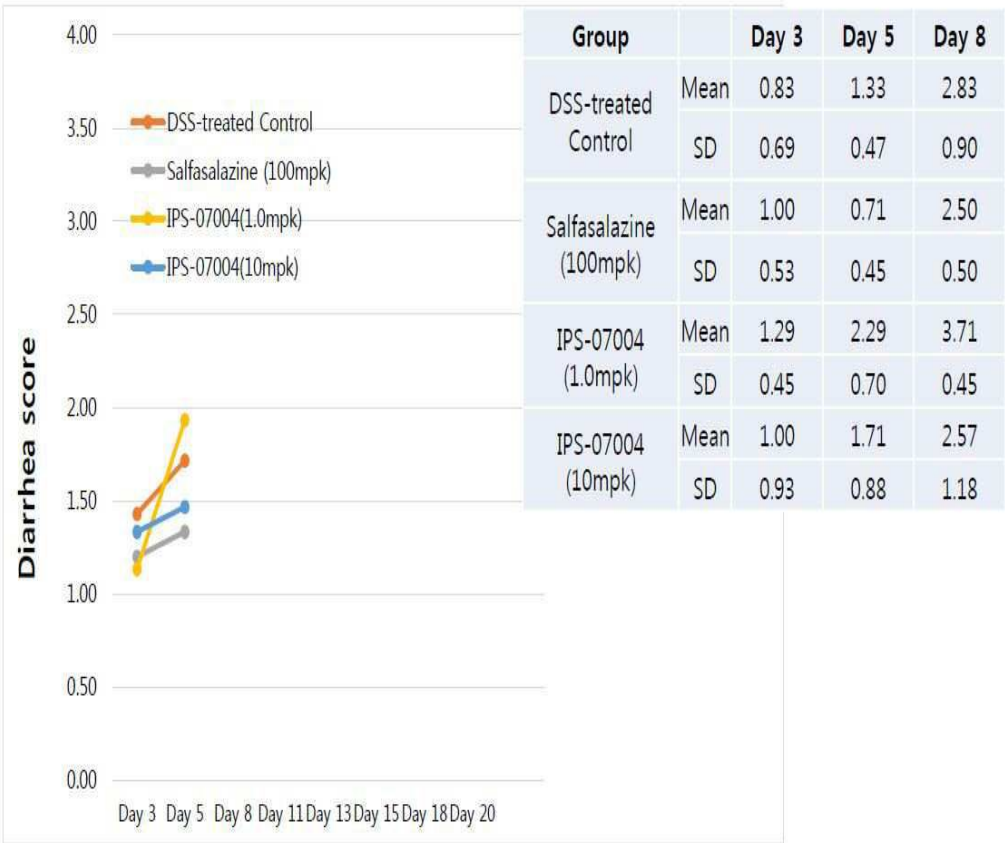 4.00
3.50
3.00
2.50
2.00
1.50
1.00
0.50
0.00
Diarrhea score
DSS-treated Control
Salfasalazine (100mpk)
IPS-07004(1.0mpk)
IPS-07004(10mpk)
Day 3 Day 5 Day 8 Day 11 Day 13 Day 15 Day 18 Day 20
Group Day 3 Day 5 Day 8
DSS-treated Control
Mean 0.83 1.33 2.83
SD 0.69 0.47 0.90
Salfasalazine
(100mpk)
Mean 1.00 0.71 2.50
SD 0.53 0.45 0.50
IPS-07004
(1.0mpk)
Mean 1.29 2.29 3.71
SD 0.45 0.70 0.45
IPS-07004
(10mpk)
Mean 1.00 1.71 2.57
SD 0.93 0.88 1.18